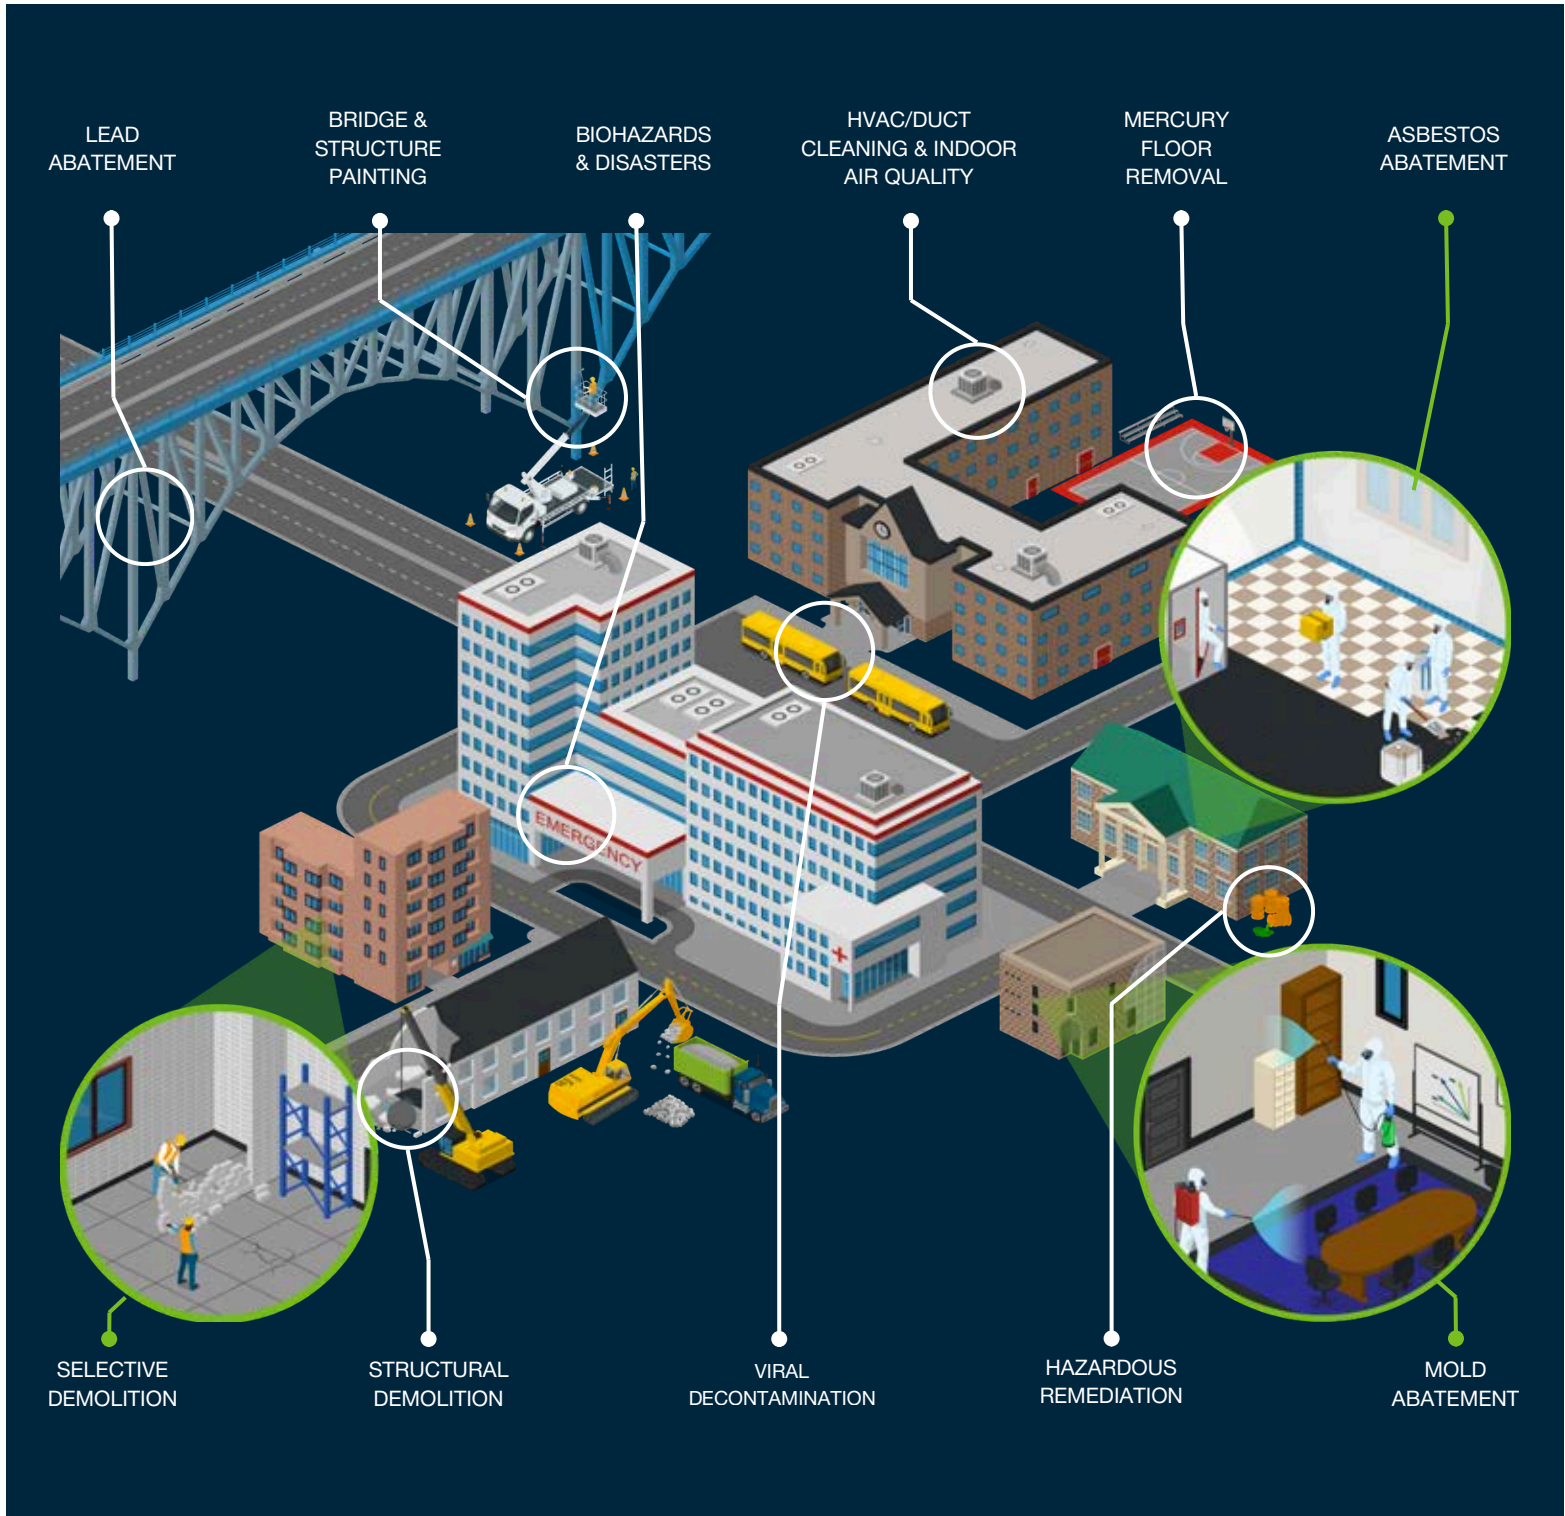 LEAD
ABATEMENT
BRIDGE &
STRUCTURE
PAINTING
BIOHAZARDS
& DISASTERS
HVAC/DUCT
CLEANING & INDOOR
AIR QUALITY
MERCURY
FLOOR
REMOVAL
ASBESTOS
ABATEMENT
EMERGENCY
SELECTIVE
DEMOLITION
STRUCTURAL
DEMOLITION
VIRAL
DECONTAMINATION
HAZARDOUS
REMEDIATION
MOLD
ABATEMENT